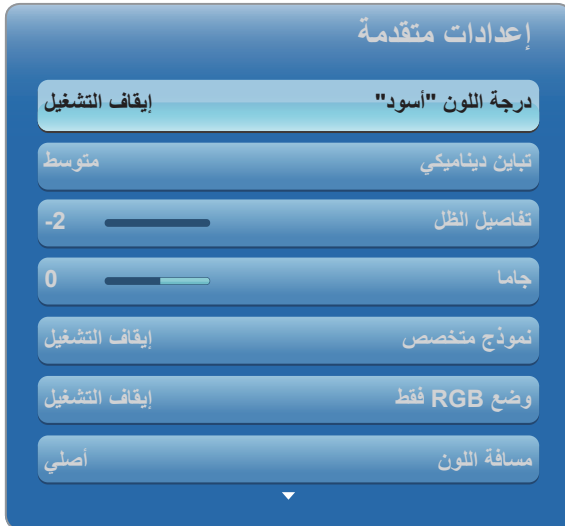 إعدادات متقدمة
درجة اللون "أسود" إيقاف التشغيل
تباين ديناميكي متوسط
تفاصيل الظل -2
جاما 0
نموذج متخصص إيقاف التشغيل
وضع RGB فقط إيقاف التشغيل
مسافة اللون أصلي